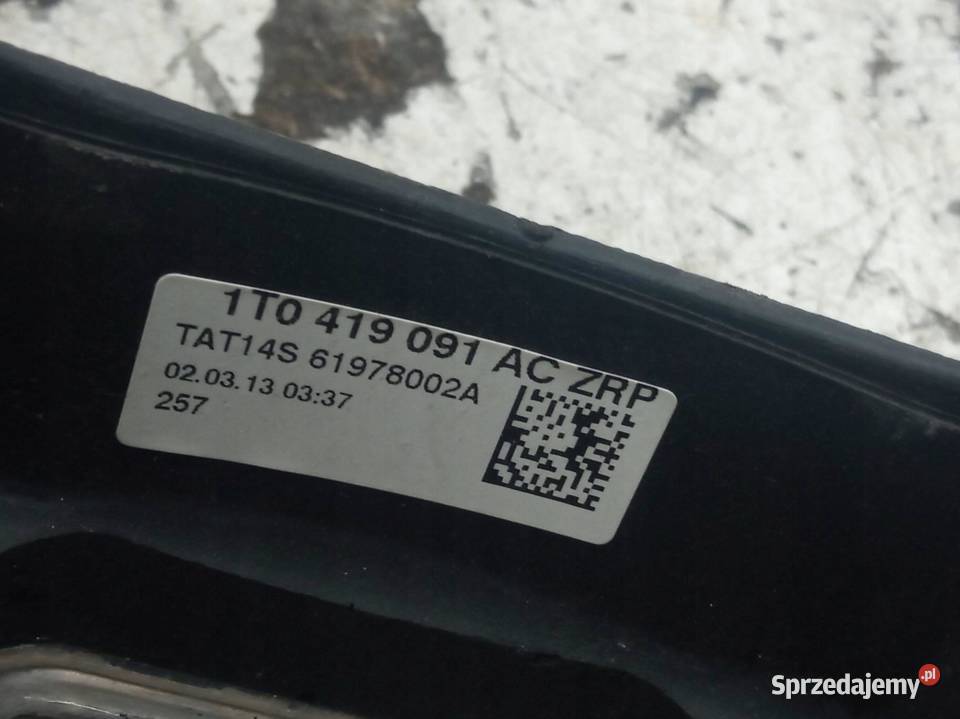 1T0 419 091 AC ZRP
TAT14S 61978002A
02.03.13 03:37
257
Sprzedajemy.pl